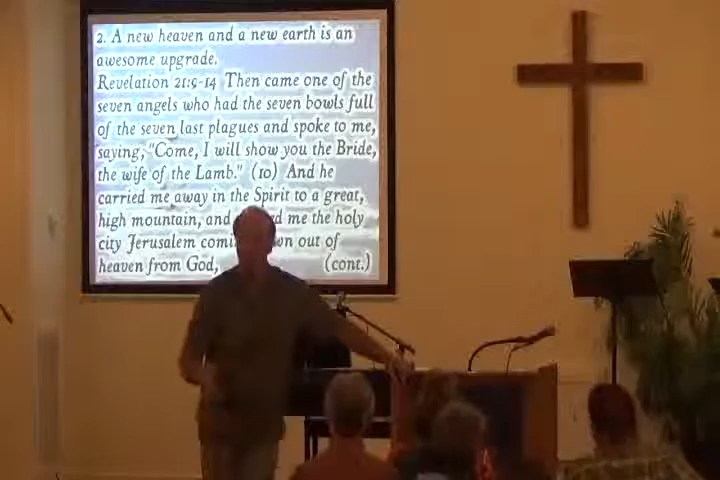 2. A new heaven and a new earth is an
awesome upgrade.
Revelation 21:9-14 Then came one of the
seven angels who had the seven bowls full
of the seven last plagues and spoke to me,
saying, "Come, I will show you the Bride,
the wife of the Lamb." (10) And he
carried me away in the Spirit to a great,
high mountain, and me the holy
city Jerusalem out of
heaven from God, (cont.)